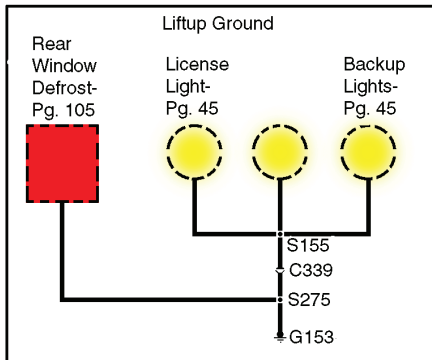 Liftup Ground
Rear
Window
Defrost-
Pg. 105
License
Light-
Pg. 45
Backup
Lights-
Pg. 45
S155
C339
S275
G153